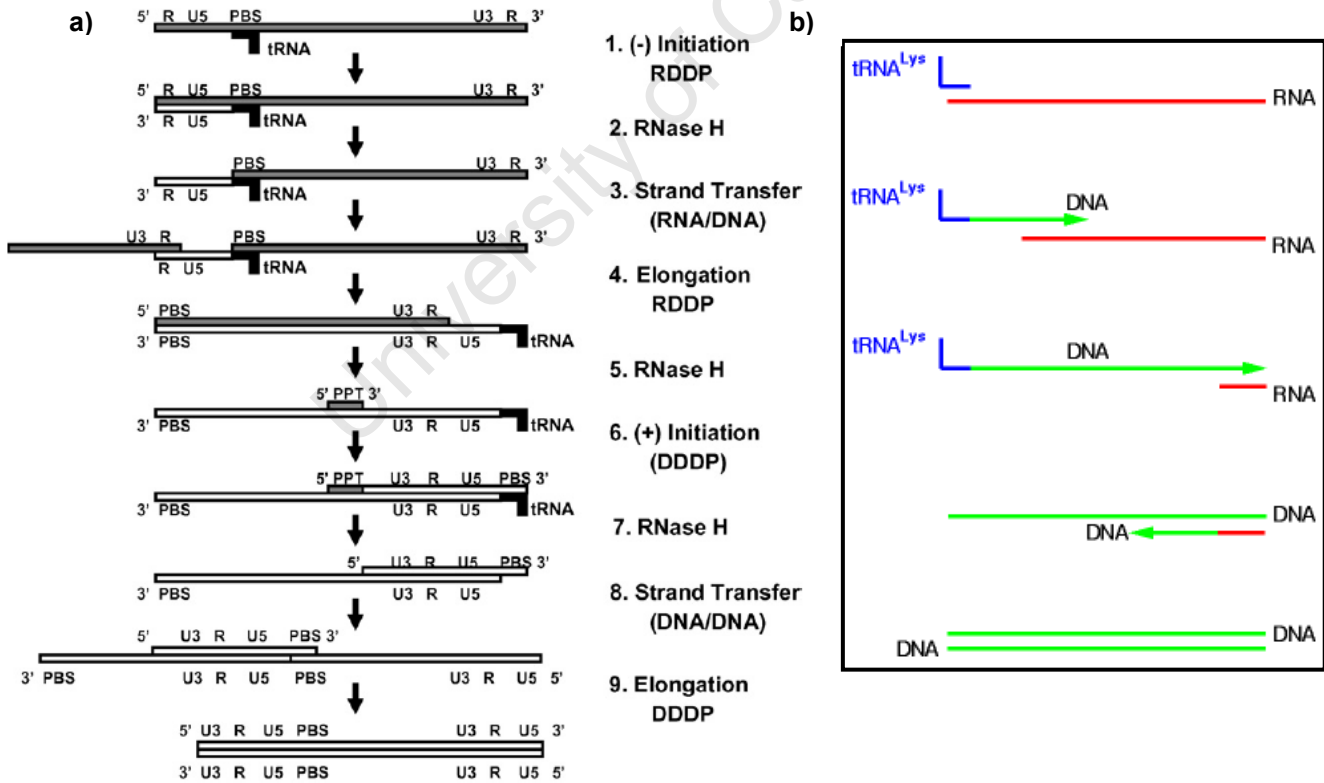 a)
5' R U5 PBS U3 R 3'
tRNA
1. (-) Initiation
RDDP
5' R U5 PBS U3 R 3'
3' R U5 tRNA
2. RNase H
PBS U3 R 3'
3' R U5 tRNA
3. Strand Transfer
(RNA/DNA)
U3 R PBS U3 R 3'
R U5 tRNA
4. Elongation
RDDP
5' PBS U3 R
3' PBS U3 R U5 tRNA
5. RNase H
5' PPT 3'
3' PBS U3 R U5 tRNA
6. (+) Initiation
(DDDP)
5' PPT U3 R U5 PBS 3'
3' PBS U3 R U5 tRNA
7. RNase H
5' U3 R U5 PBS 3'
3' PBS U3 R U5
8. Strand Transfer
(DNA/DNA)
5' U3 R U5 PBS 3'
3' PBS U3 R U5 PBS U3 R U5 5'
9. Elongation
DDDP
5' U3 R U5 PBS U3 R U5 3'
3' U3 R U5 PBS U3 R U5 5'
b)
tRNALys
RNA
tRNALys
DNA
RNA
tRNALys
DNA
RNA
DNA
DNA
DNA
DNA
University of C